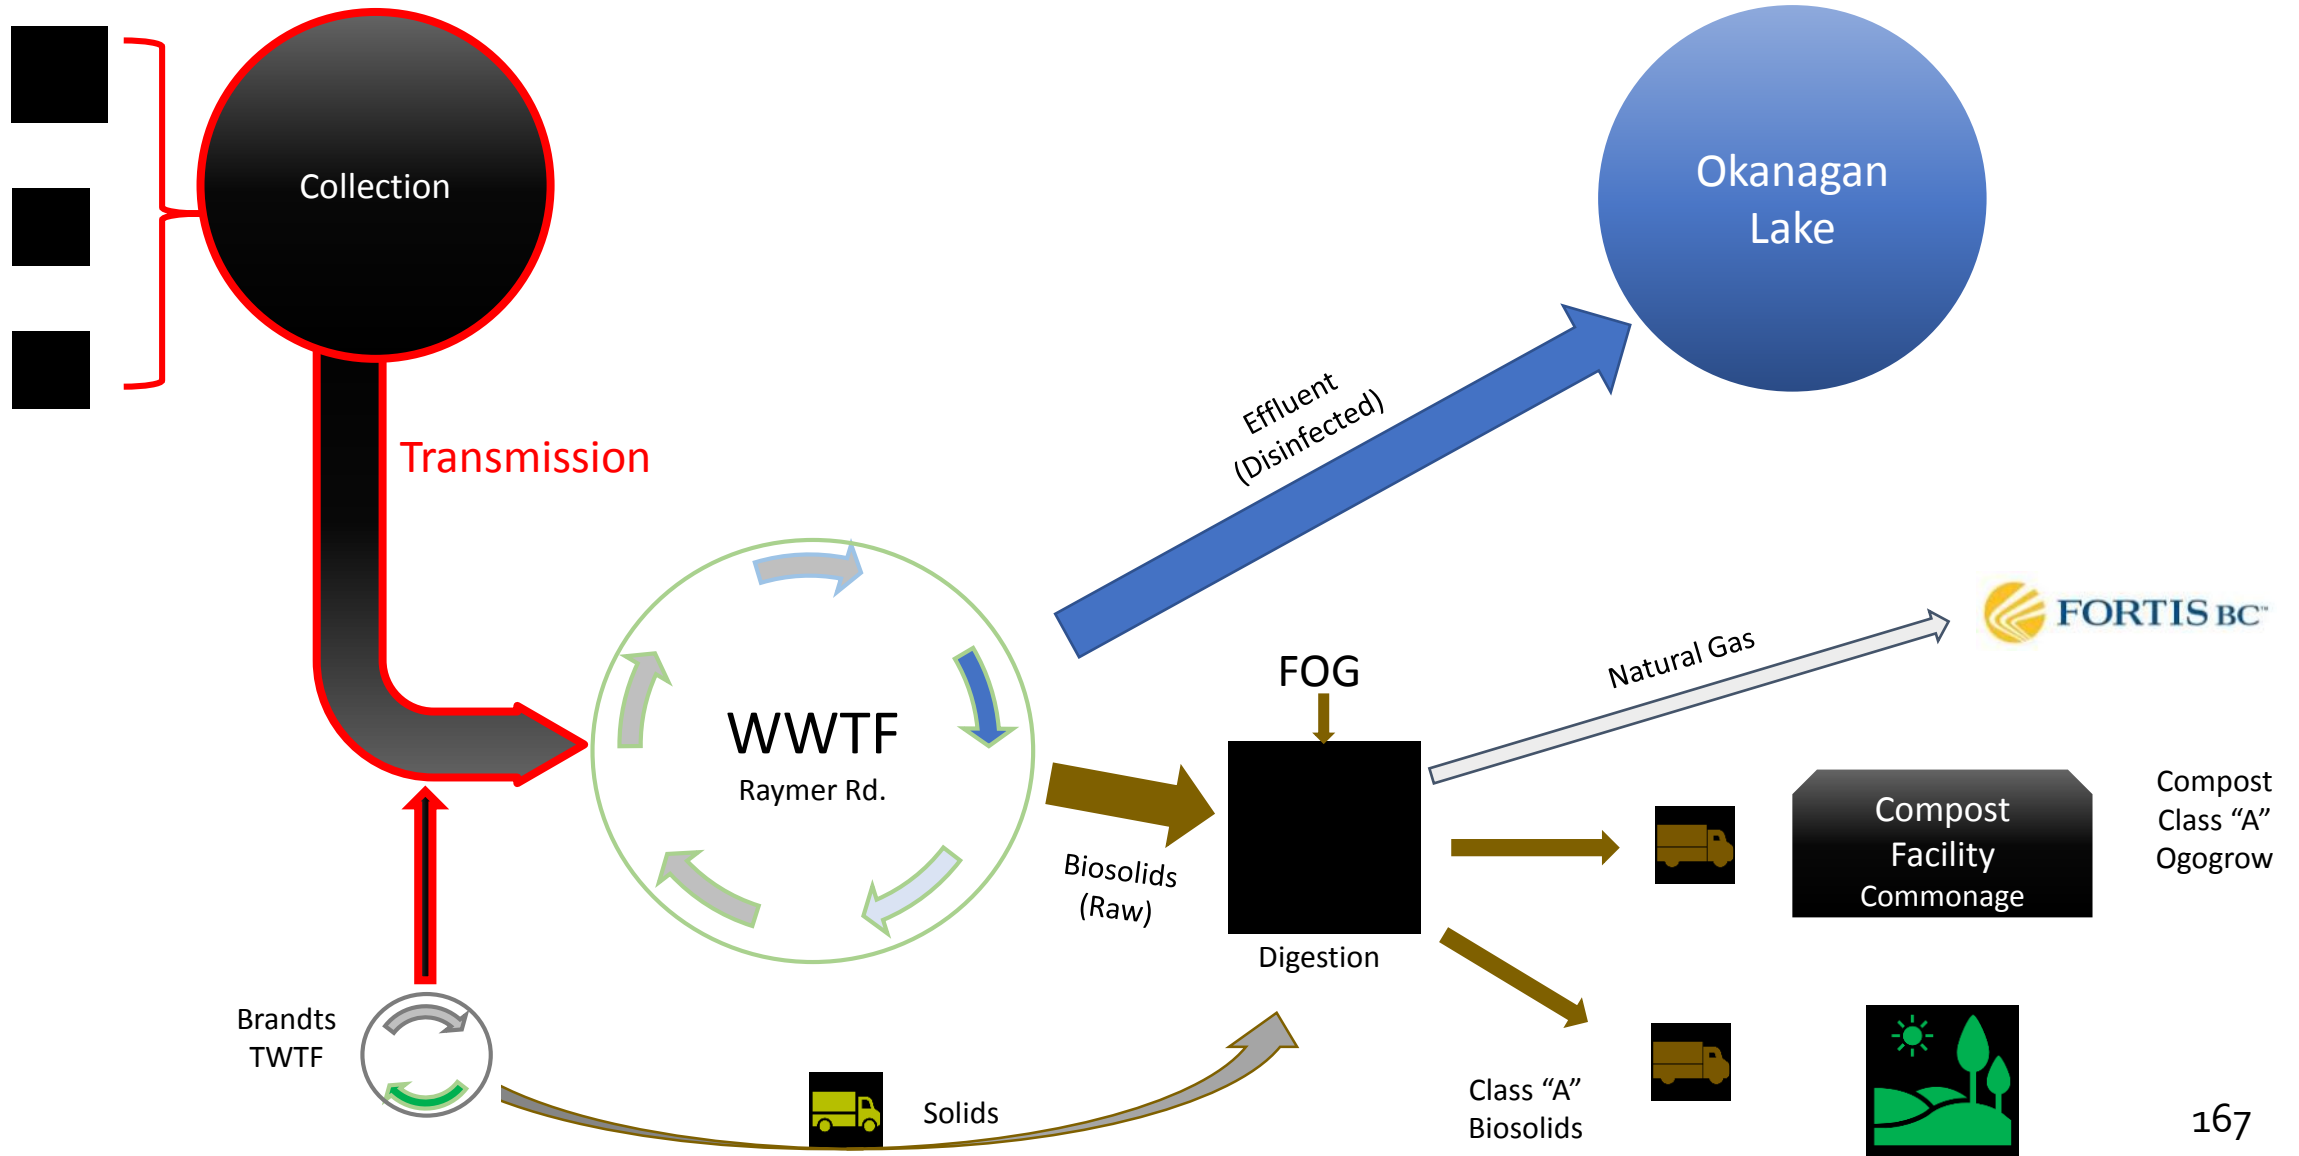 Collection
Okanagan
Lake
Transmission
Effluent
(Disinfected)
FORTIS BC™
Natural Gas
FOG
WWTF
Raymer Rd.
Biosolids
(Raw)
Digestion
Compost
Facility
Commonage
Compost
Class “A”
Ogogrow
Brandts
TWTF
Solids
Class “A”
Biosolids
167